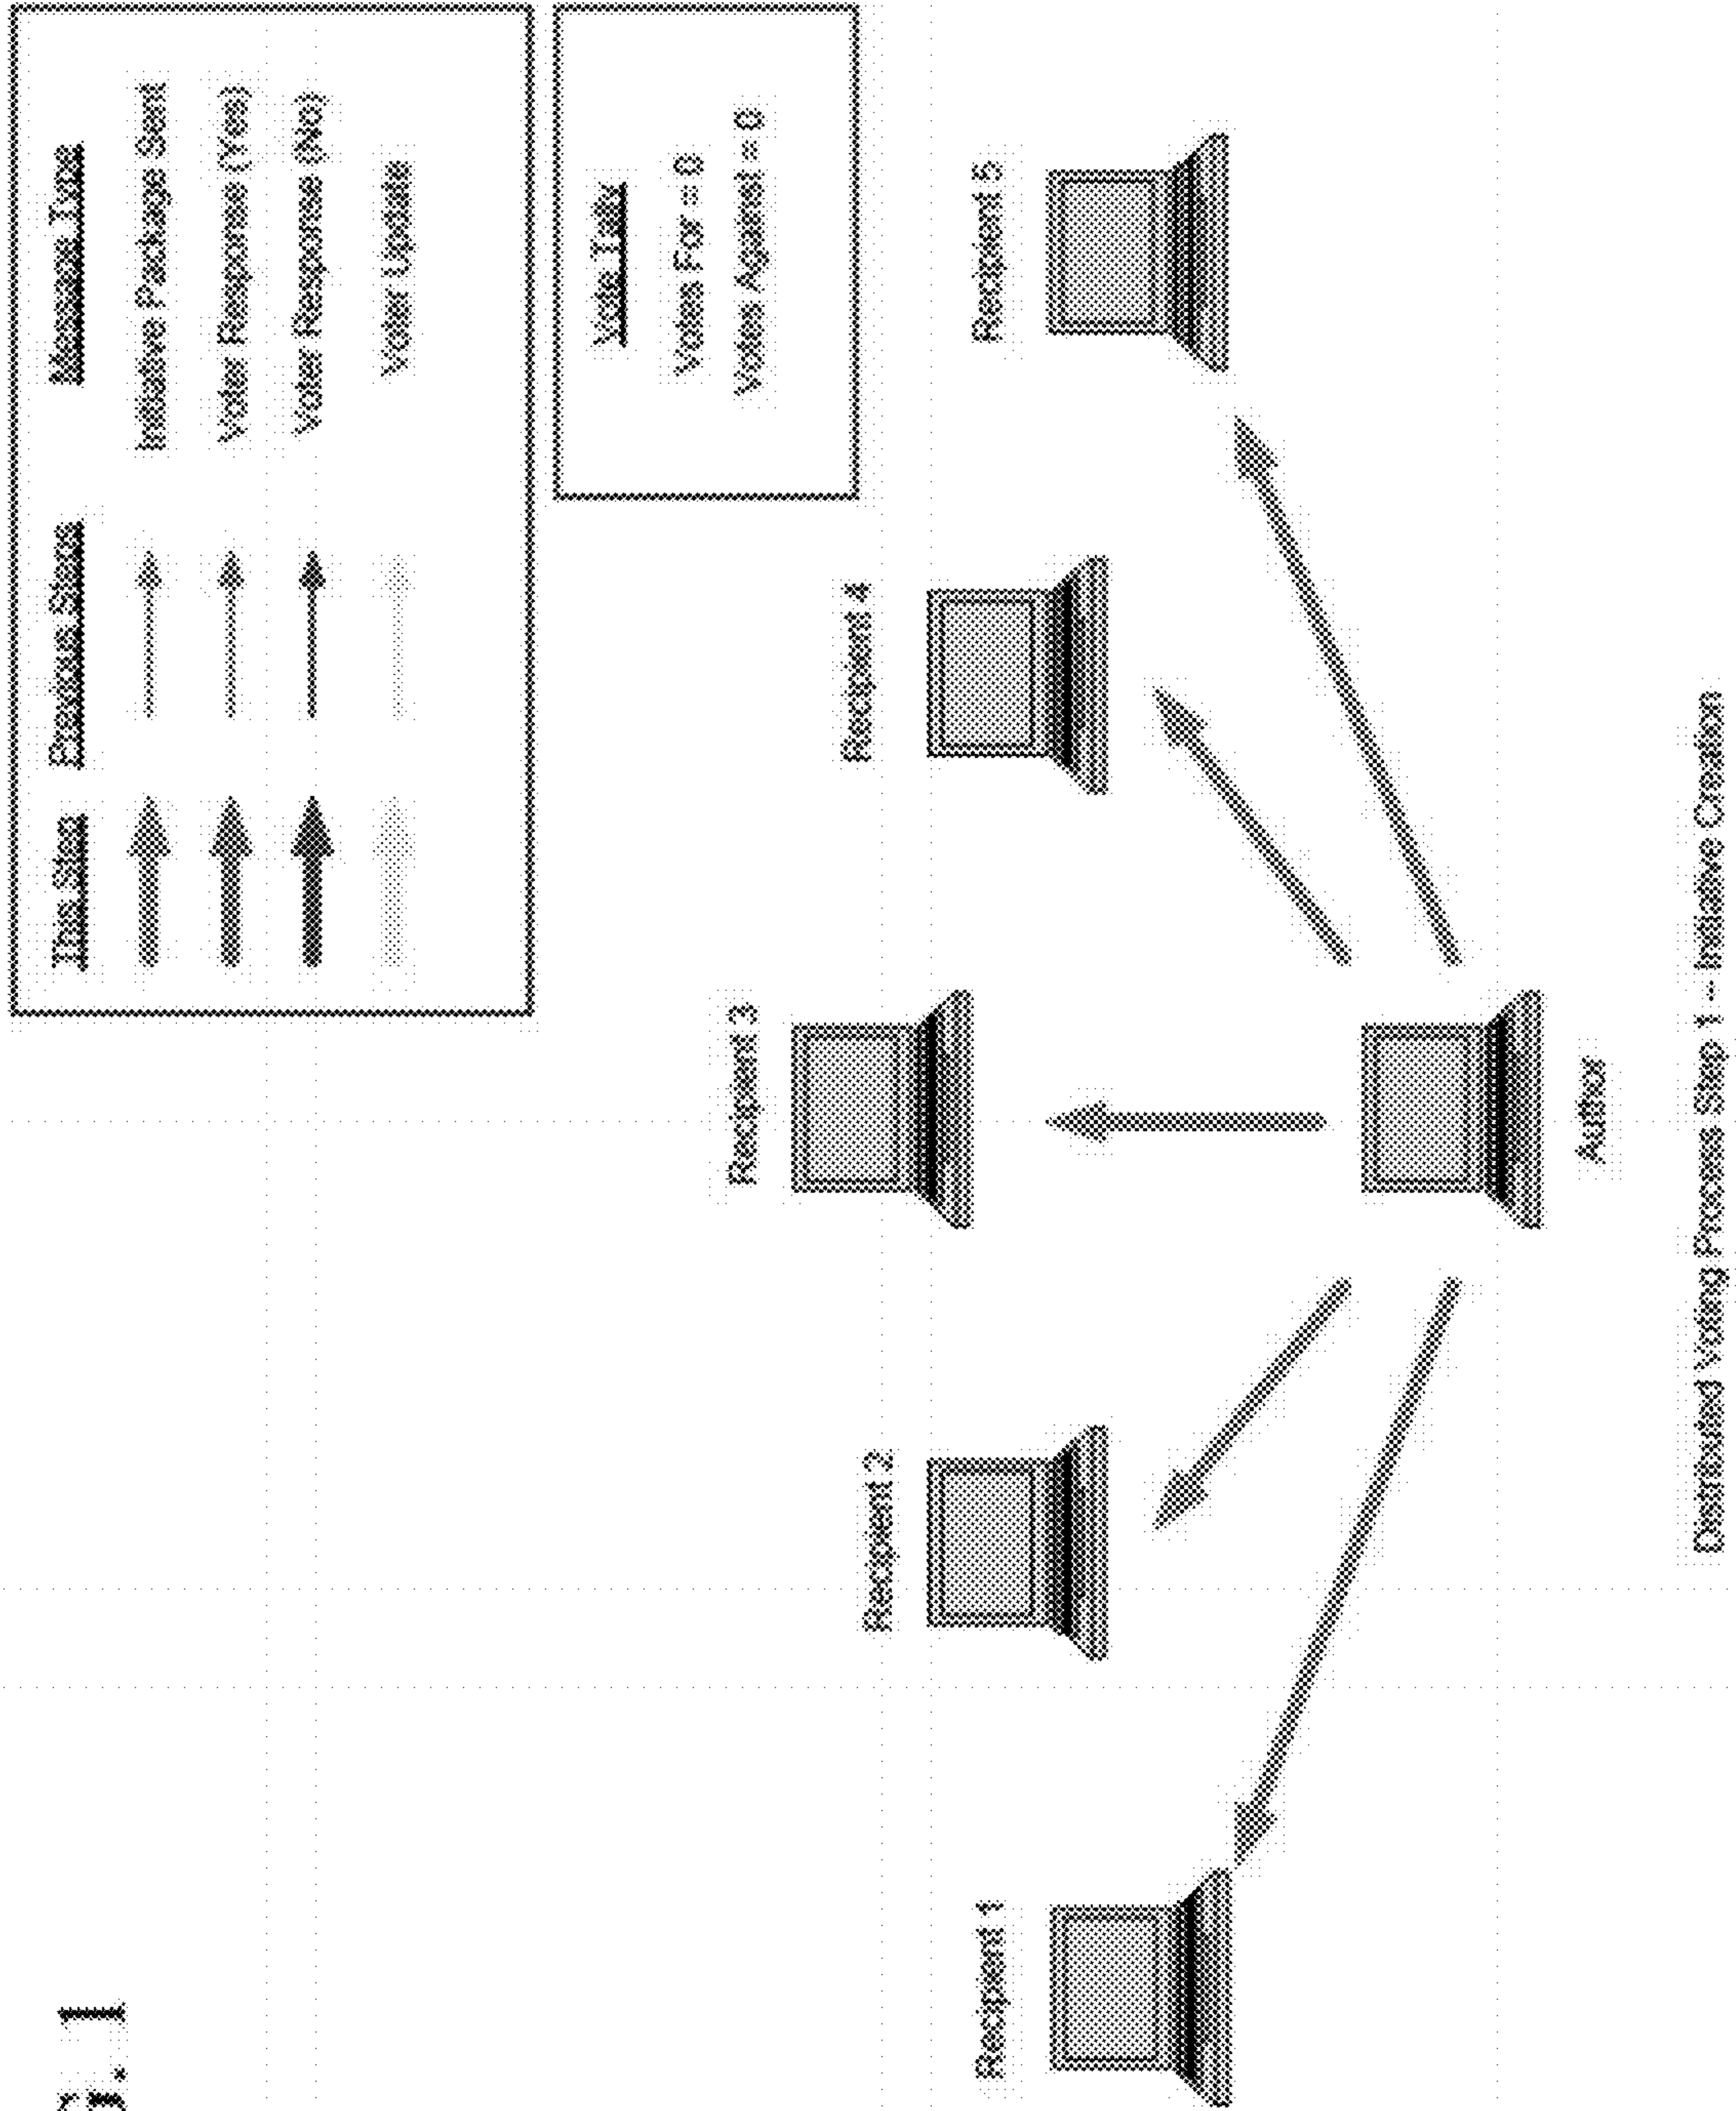 . 1
This Step Previous Steps Message Type
Initiative Package Sent
Voter Response (Yes)
Voter Response (No)
Voter Update
Vote Tally
Votes For = 0
Votes Against = 0
Recipient 1
Recipient 2
Recipient 3
Recipient 4
Recipient 5
Author
Distributed Voting Process Step 1 -- Initiative Creation